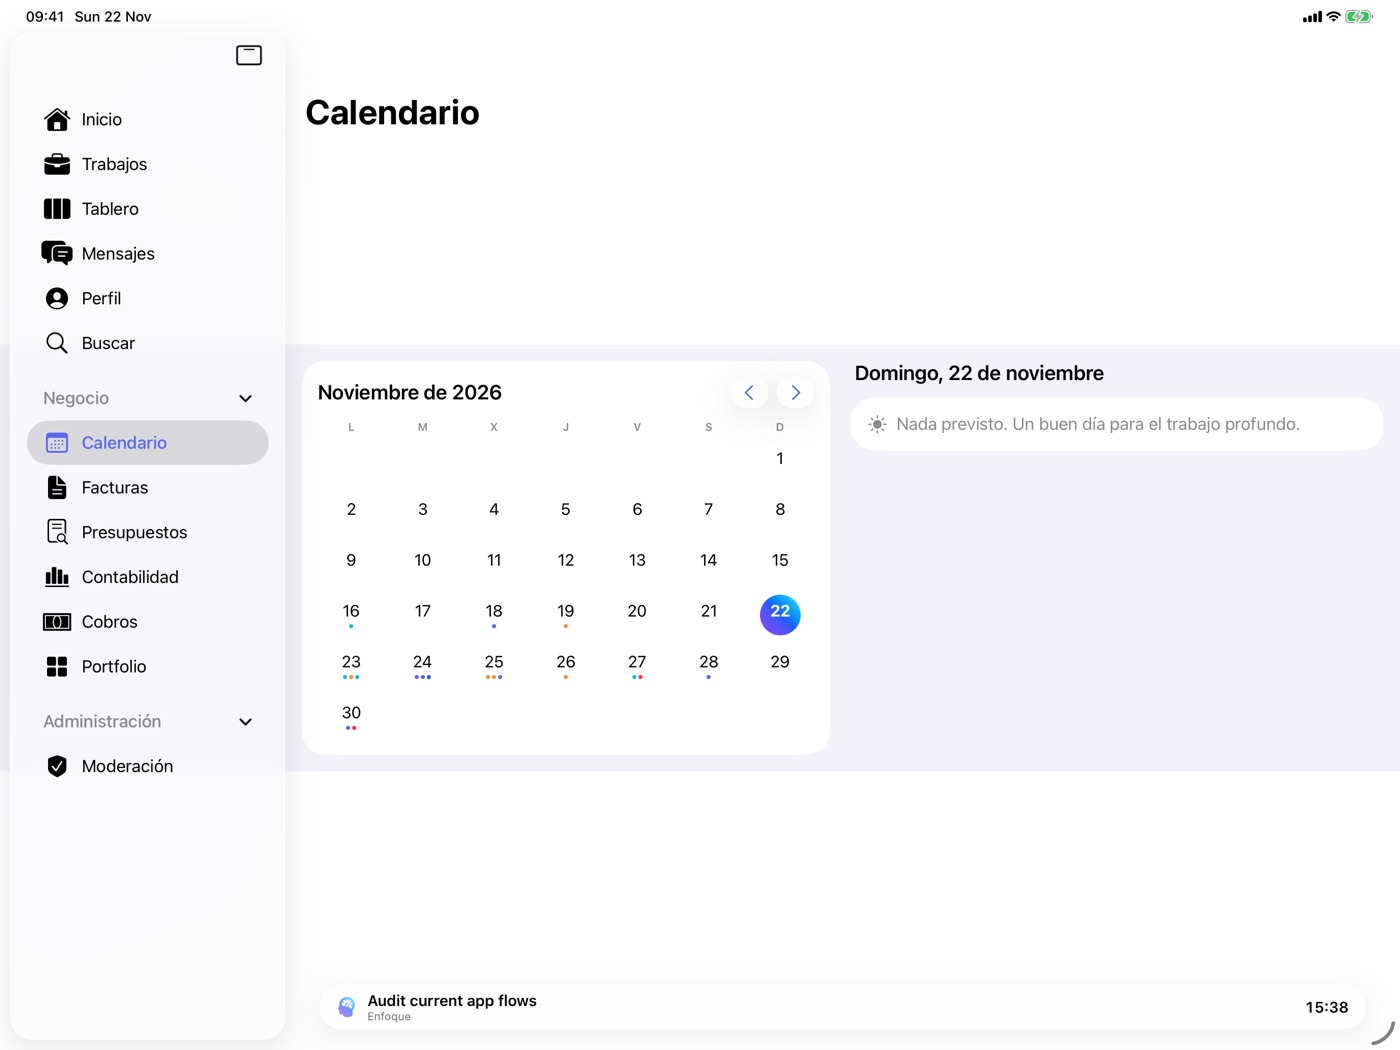 09:41 Sun 22 Nov
Inicio
Trabajos
Tablero
Mensajes
Perfil
Buscar
Negocio
Calendario
Facturas
Presupuestos
Contabilidad
Cobros
Portfolio
Administración
Moderación
Calendario
Noviembre de 2026
L M X J V S D
1
2 3 4 5 6 7 8
9 10 11 12 13 14 15
16 17 18 19 20 21 22
23 24 25 26 27 28 29
30
Domingo, 22 de noviembre
Nada previsto. Un buen día para el trabajo profundo.
Audit current app flows
Enfoque
15:38